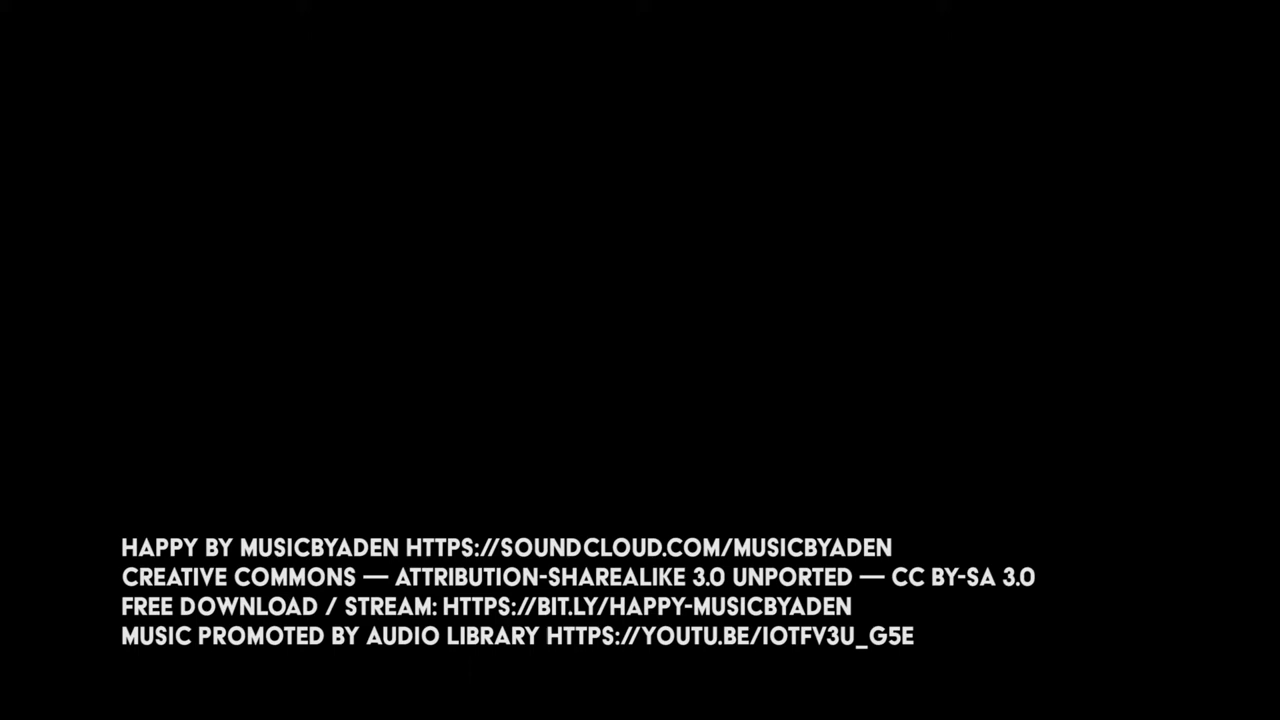 HAPPY BY MUSICBYADEN HTTPS://SOUNDCLOUD.COM/MUSICBYADEN
CREATIVE COMMONS — ATTRIBUTION-SHAREALIKE 3.0 UNPORTED — CC BY-SA 3.0
FREE DOWNLOAD / STREAM: HTTPS://BIT.LY/HAPPY-MUSICBYADEN
MUSIC PROMOTED BY AUDIO LIBRARY HTTPS://YOUTU.BE/IOTFV3U_G5E